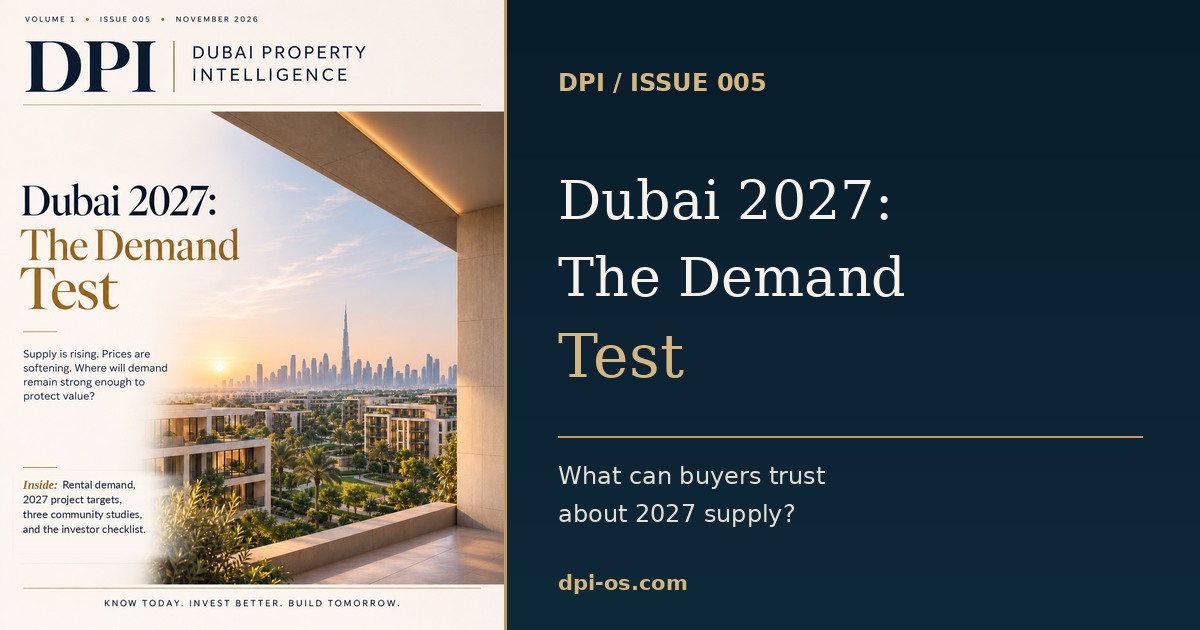 VOLUME 1 • ISSUE 005 • NOVEMBER 2026
DPI
DUBAI PROPERTY
INTELLIGENCE
Dubai 2027:
The Demand
Test
Supply is rising. Prices are
softening. Where will demand
remain strong enough to
protect value?
Inside: Rental demand,
2027 project targets,
three community studies,
and the investor checklist.
KNOW TODAY. INVEST BETTER. BUILD TOMORROW.
DPI / ISSUE 005
Dubai 2027:
The Demand
Test
What can buyers trust
about 2027 supply?
dpi-os.com